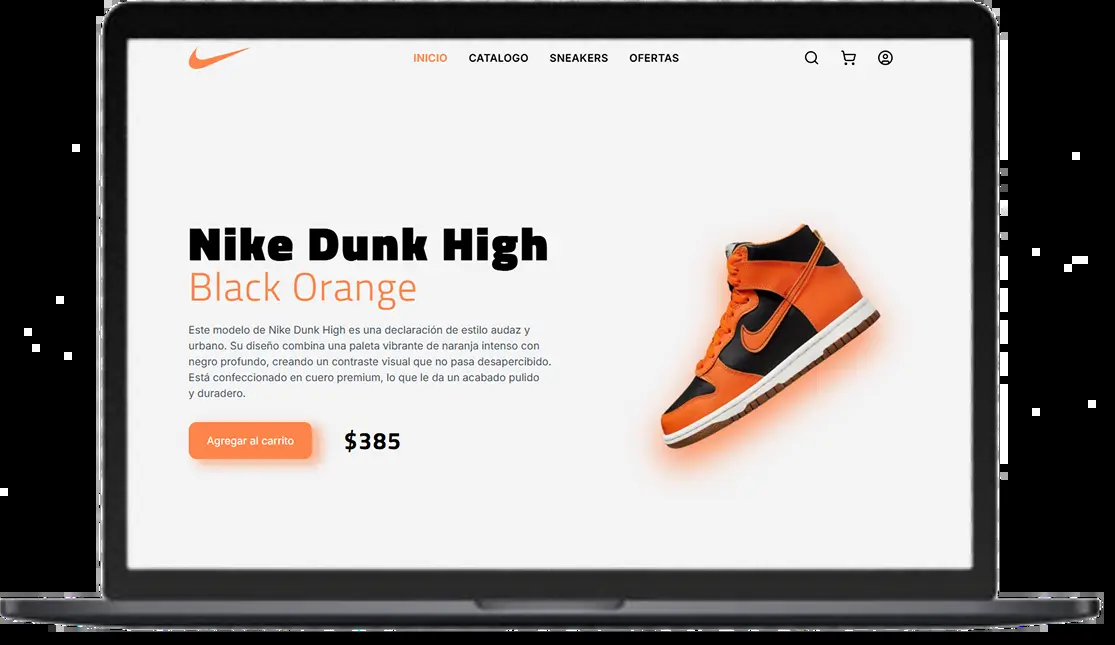 INICIO CATALOGO SNEAKERS OFERTAS
Nike Dunk High
Black Orange
Este modelo de Nike Dunk High es una declaración de estilo audaz y
urbano. Su diseño combina una paleta vibrante de naranja intenso con
negro profundo, creando un contraste visual que no pasa desapercibido.
Está confeccionado en cuero premium, lo que le da un acabado pulido
y duradero.
Agregar al carrito $385